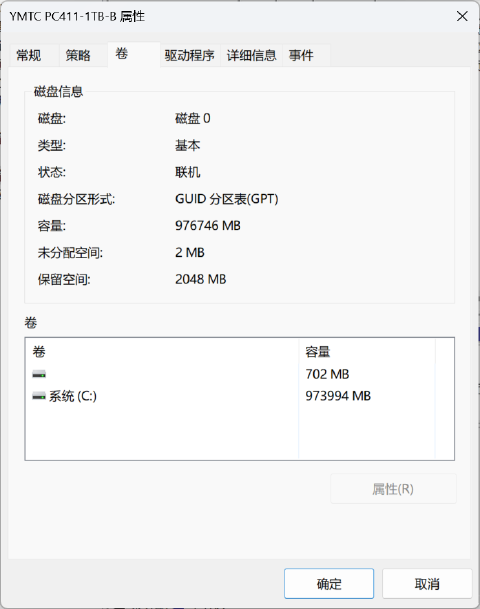 YMTC PC411-1TB-B 属性
常规 策略 卷 驱动程序 详细信息 事件
磁盘信息
磁盘: 磁盘 0
类型: 基本
状态: 联机
磁盘分区形式: GUID 分区表(GPT)
容量: 976746 MB
未分配空间: 2 MB
保留空间: 2048 MB
卷
卷 容量
702 MB
系统 (C:) 973994 MB
属性(R)
确定 取消